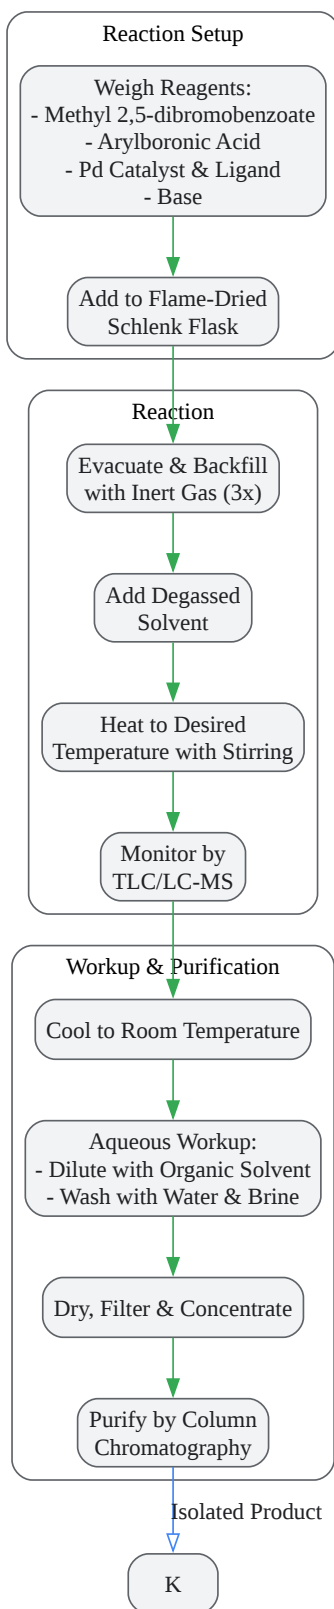 Reaction Setup
Weigh Reagents:
- Methyl 2,5-dibromobenzoate
- Arylboronic Acid
- Pd Catalyst & Ligand
- Base
Add to Flame-Dried
Schlenk Flask
Reaction
Evacuate & Backfill
with Inert Gas (3x)
Add Degassed
Solvent
Heat to Desired
Temperature with Stirring
Monitor by
TLC/LC-MS
Workup & Purification
Cool to Room Temperature
Aqueous Workup:
- Dilute with Organic Solvent
- Wash with Water & Brine
Dry, Filter & Concentrate
Purify by Column
Chromatography
Isolated Product
K